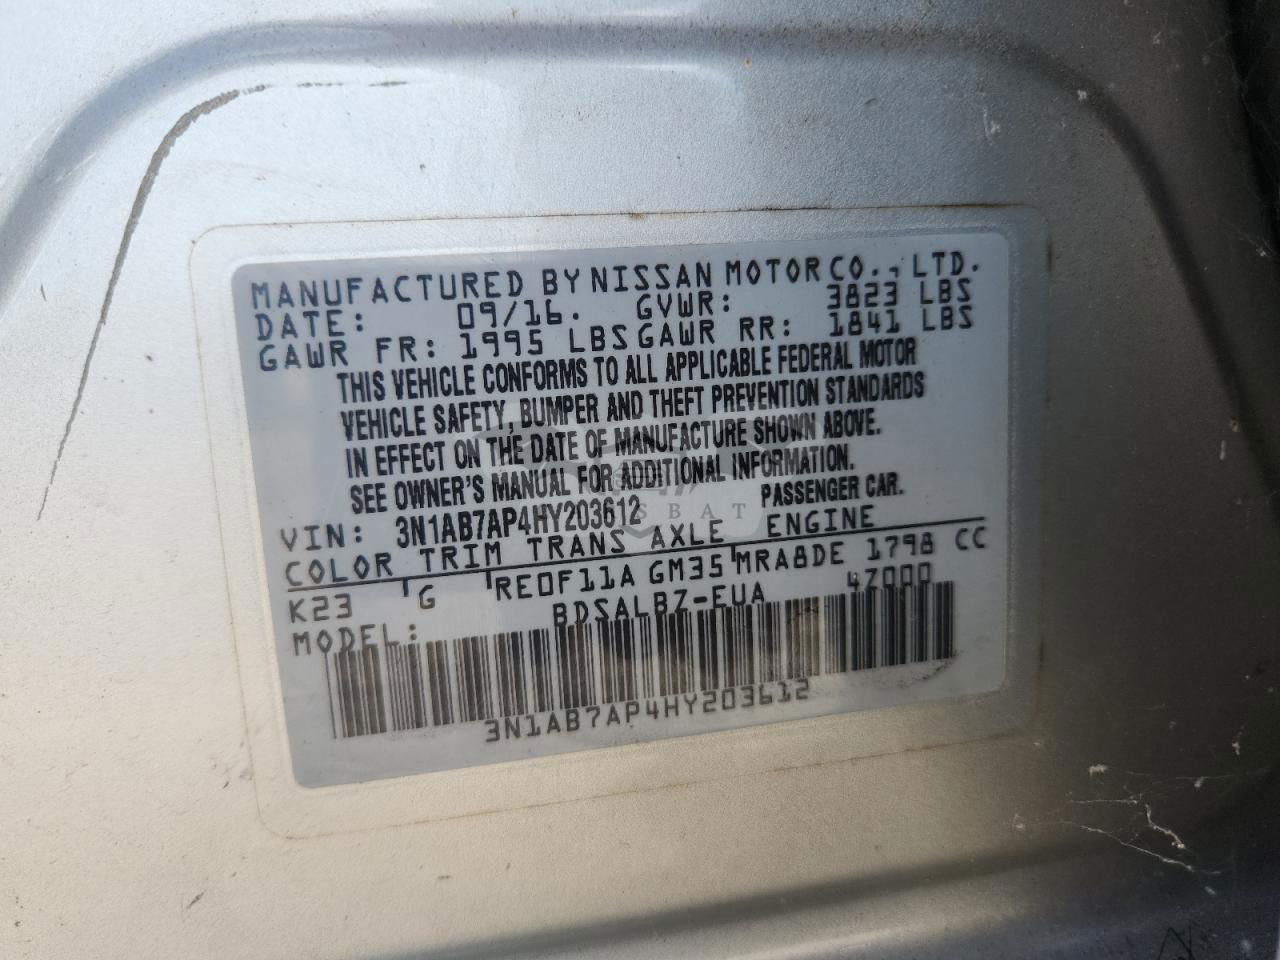 MANUFACTURED BY NISSAN MOTOR CO., LTD.
DATE: 09/16. GVWR: 3823 LBS
GAWR FR: 1995 LBS GAWR RR: 1841 LBS
THIS VEHICLE CONFORMS TO ALL APPLICABLE FEDERAL MOTOR
VEHICLE SAFETY, BUMPER AND THEFT PREVENTION STANDARDS
IN EFFECT ON THE DATE OF MANUFACTURE SHOWN ABOVE.
SEE OWNER'S MANUAL FOR ADDITIONAL INFORMATION.
VIN: 3N1AB7AP4HY203612 PASSENGER CAR.
COLOR TRIM TRANS AXLE ENGINE
K23 G RE0F11A GM35 MRA8DE 1798 CC
MODEL: BDSALBZ-EUA 47000
3N1AB7AP4HY203612